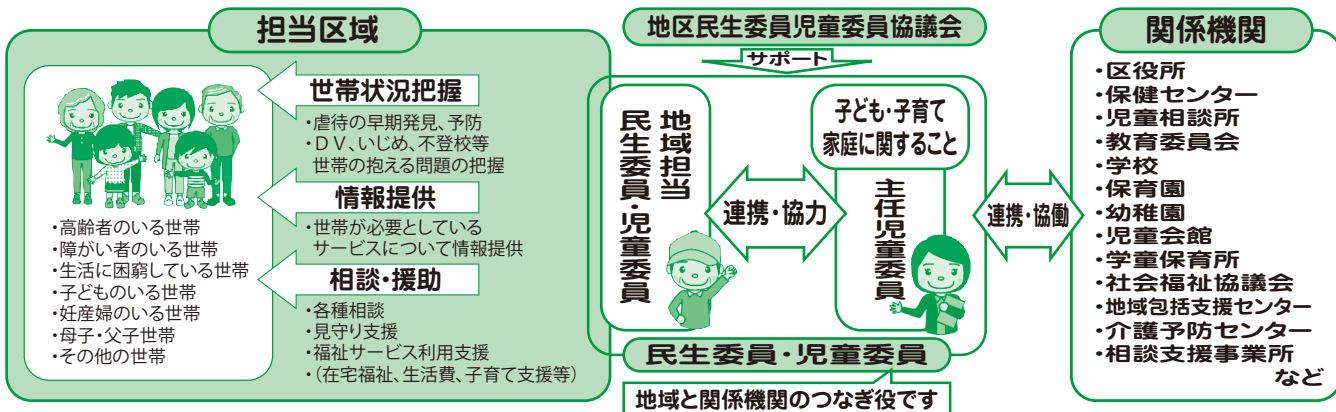 担当区域
世帯状況把握
・虐待の早期発見、予防
・ＤＶ、いじめ、不登校等
世帯の抱える問題の把握
情報提供
・世帯が必要としている
サービスについて情報提供
相談・援助
・各種相談
・見守り支援
・福祉サービス利用支援
・(在宅福祉、生活費、子育て支援等)
・高齢者のいる世帯
・障がい者のいる世帯
・生活に困窮している世帯
・子どものいる世帯
・妊産婦のいる世帯
・母子・父子世帯
・その他の世帯
地区民生委員児童委員協議会
サポート
地域担当
民生委員・児童委員
連携・協力
子ども・子育て
家庭に関すること
主任児童委員
民生委員・児童委員
地域と関係機関のつなぎ役です
連携・協働
関係機関
・区役所
・保健センター
・児童相談所
・教育委員会
・学校
・保育園
・幼稚園
・児童会館
・学童保育所
・社会福祉協議会
・地域包括支援センター
・介護予防センター
・相談支援事業所
など